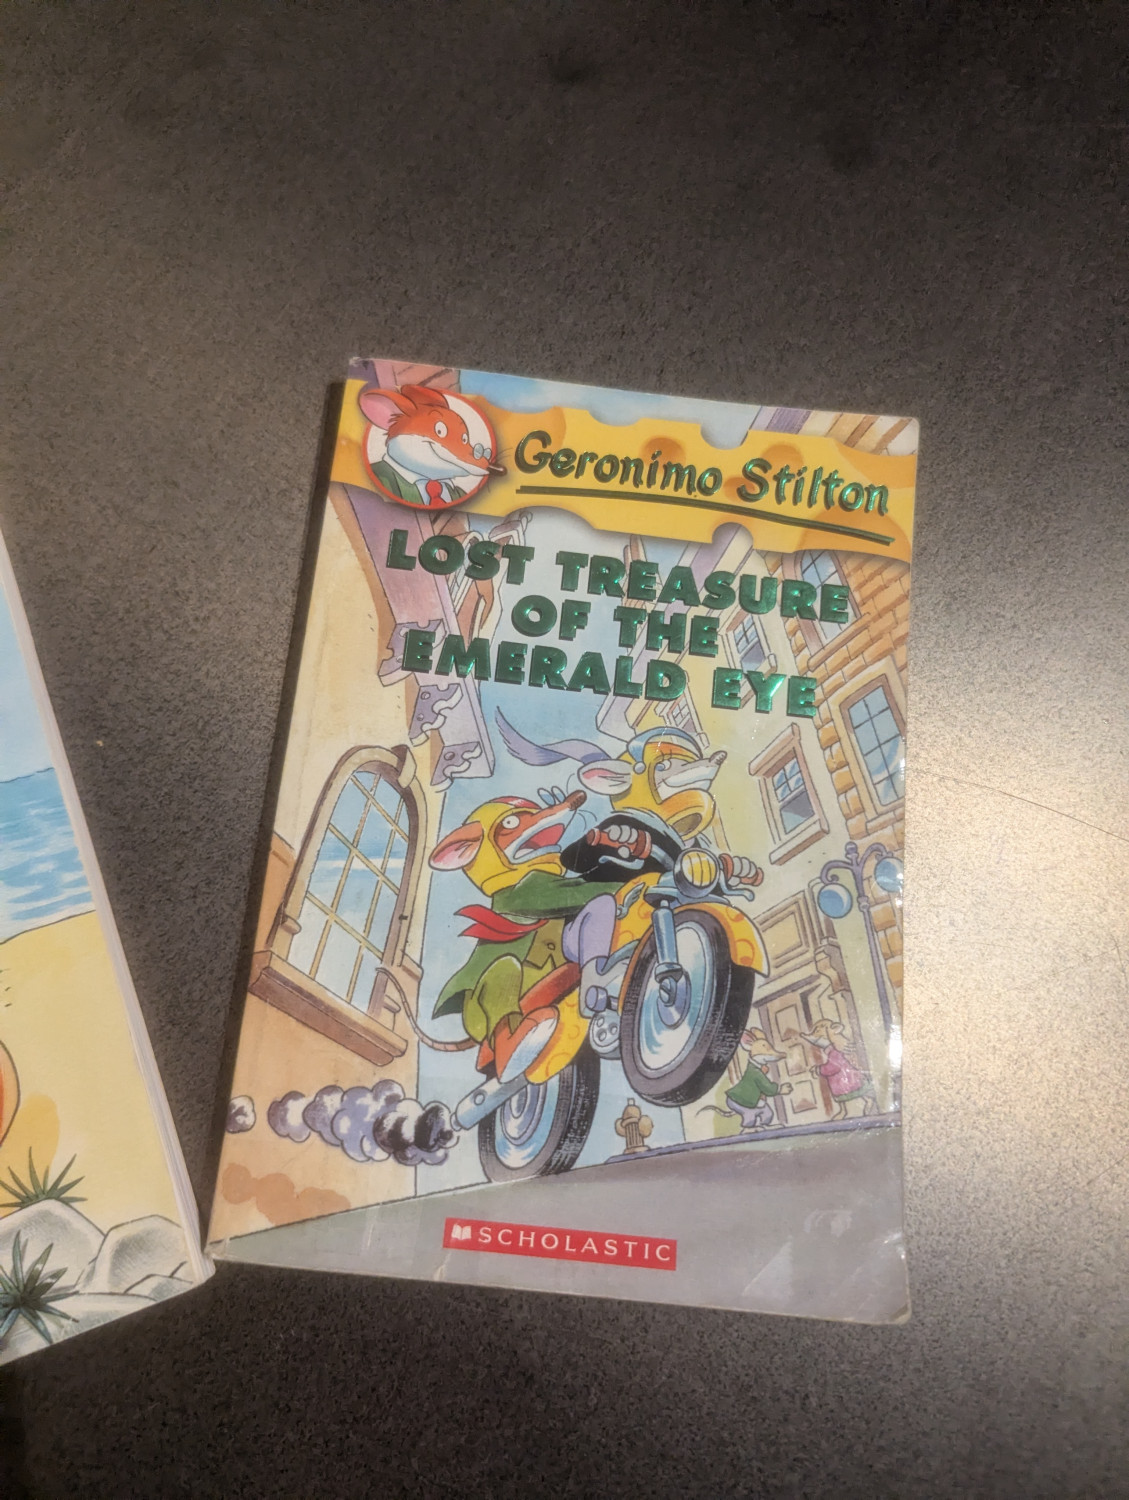 Geronimo Stilton
LOST TREASURE
OF THE
EMERALD EYE
SCHOLASTIC